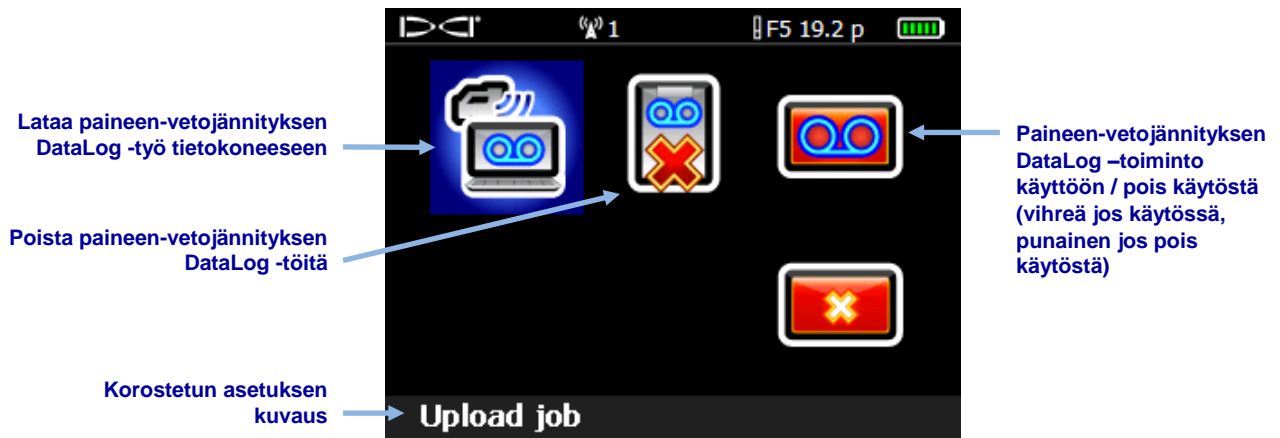 DCI
1
F5 19.2 p
Lataa paineen-vetojännityksen
DataLog -työ tietokoneeseen
Poista paineen-vetojännityksen
DataLog -töitä
Paineen-vetojännityksen
DataLog –toiminto
käyttöön / pois käytöstä
(vihreä jos käytössä,
punainen jos pois
käytöstä)
Korostetun asetuksen
kuvaus
Upload job